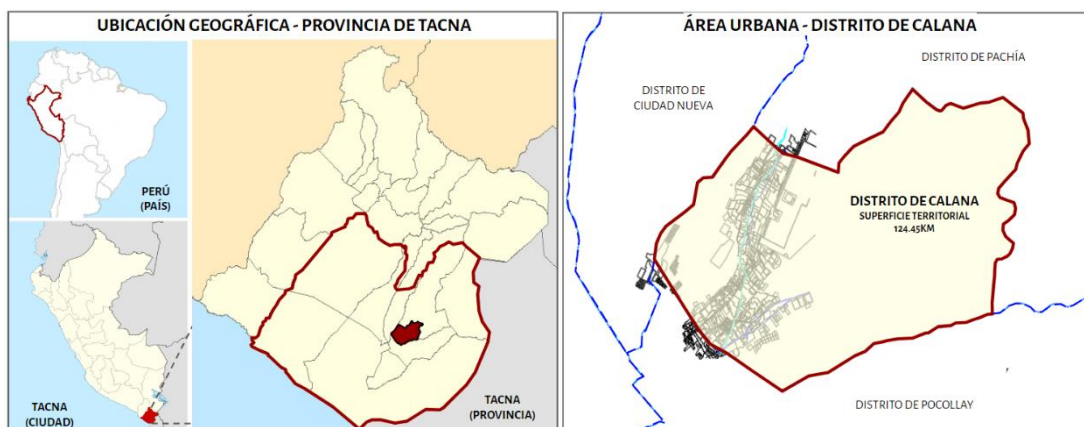 UBICACIÓN GEOGRÁFICA - PROVINCIA DE TACNA
PERÚ
(PAÍS)
TACNA
(CIUDAD)
TACNA
(PROVINCIA)
ÁREA URBANA - DISTRITO DE CALANA
DISTRITO DE PACHÍA
DISTRITO DE
CIUDAD NUEVA
DISTRITO DE CALANA
SUPERFICIE TERRITORIAL
124.45KM
DISTRITO DE POCOLLAY